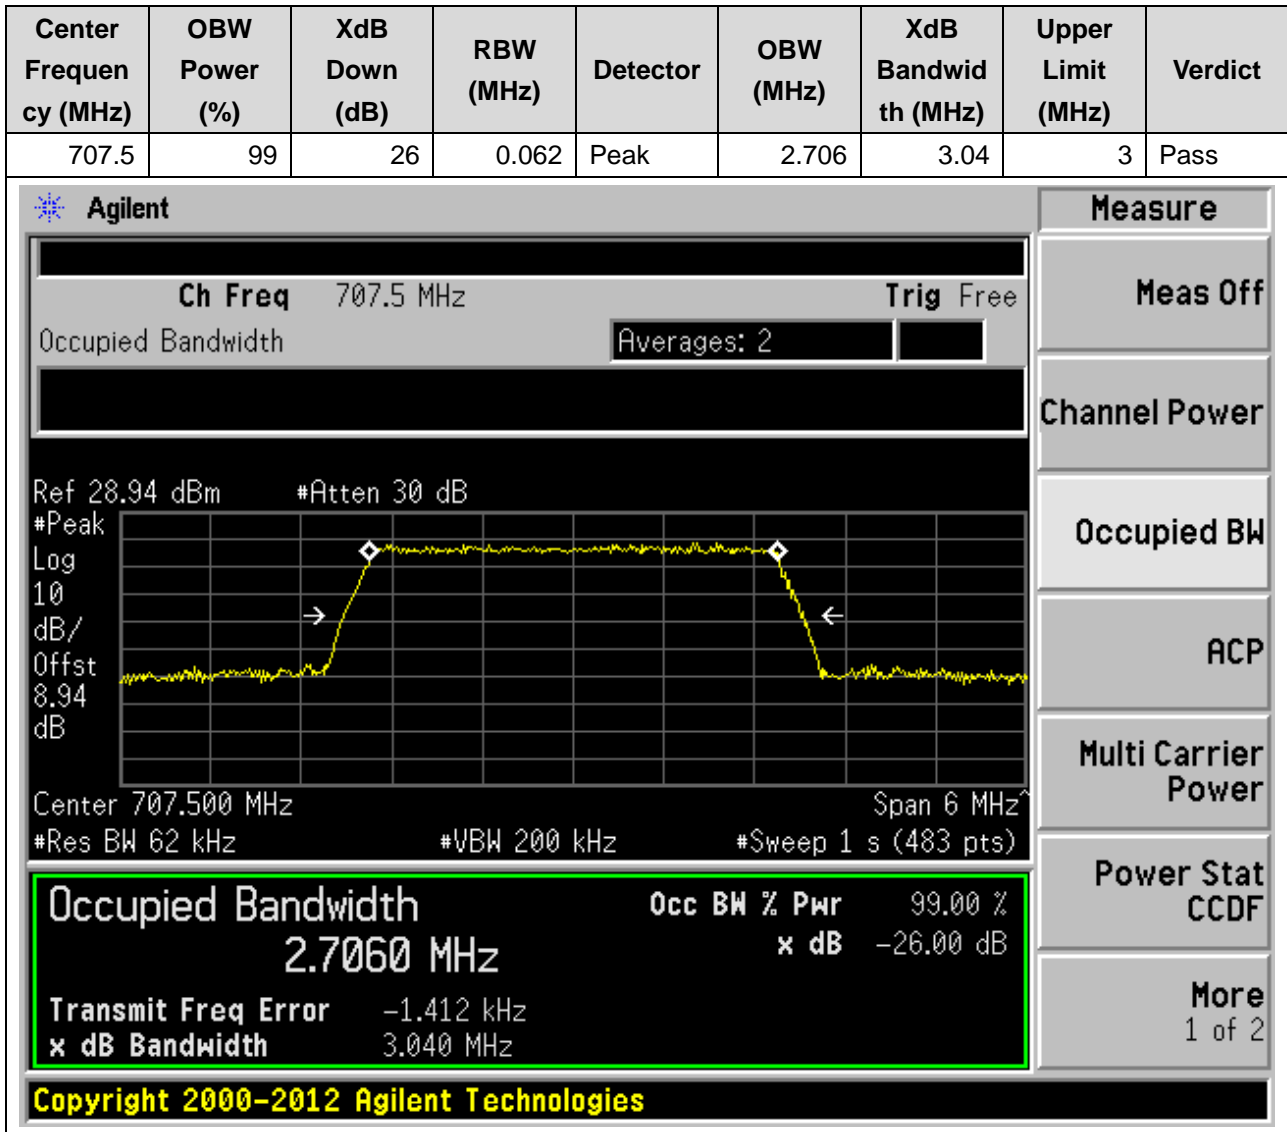 Center Frequen cy (MHz) OBW Power (%) XdB Down (dB) RBW (MHz) Detector OBW (MHz) XdB Bandwid th (MHz) Upper Limit (MHz) Verdict
707.5 99 26 0.062 Peak 2.706 3.04 3 Pass
Agilent
Measure
Ch Freq 707.5 MHz Trig Free
Occupied Bandwidth Averages: 2
Ref 28.94 dBm #Atten 30 dB
#Peak
Log
10
dB/
Offst
8.94
dB
Center 707.500 MHz Span 6 MHz^
#Res BW 62 kHz #VBW 200 kHz #Sweep 1 s (483 pts)
Occupied Bandwidth Occ BW % Pwr 99.00 %
2.7060 MHz x dB -26.00 dB
Transmit Freq Error -1.412 kHz
x dB Bandwidth 3.040 MHz
Meas Off
Channel Power
Occupied BW
ACP
Multi Carrier
Power
Power Stat
CCDF
More
1 of 2
Copyright 2000-2012 Agilent Technologies